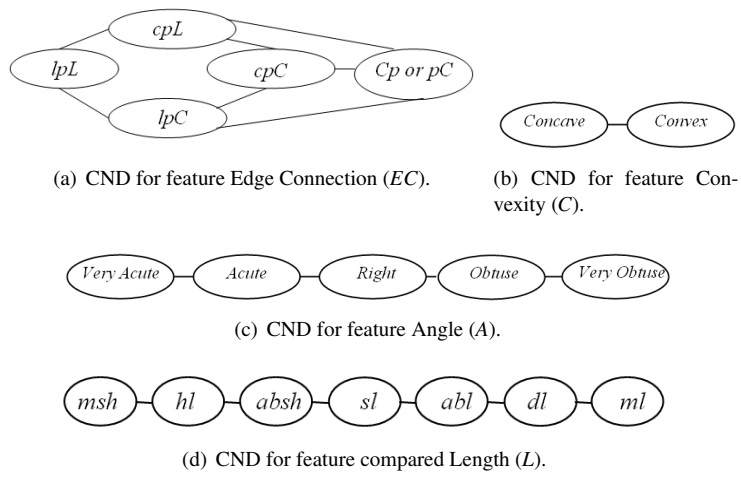 cpL
lpL
cpC
Cp or pC
lpC
Concave
Convex
(a) CND for feature Edge Connection (EC).
(b) CND for feature Con-
vexity (C).
Very Acute
Acute
Right
Obtuse
Very Obtuse
(c) CND for feature Angle (A).
msh
hl
absh
sl
abl
dl
ml
(d) CND for feature compared Length (L).